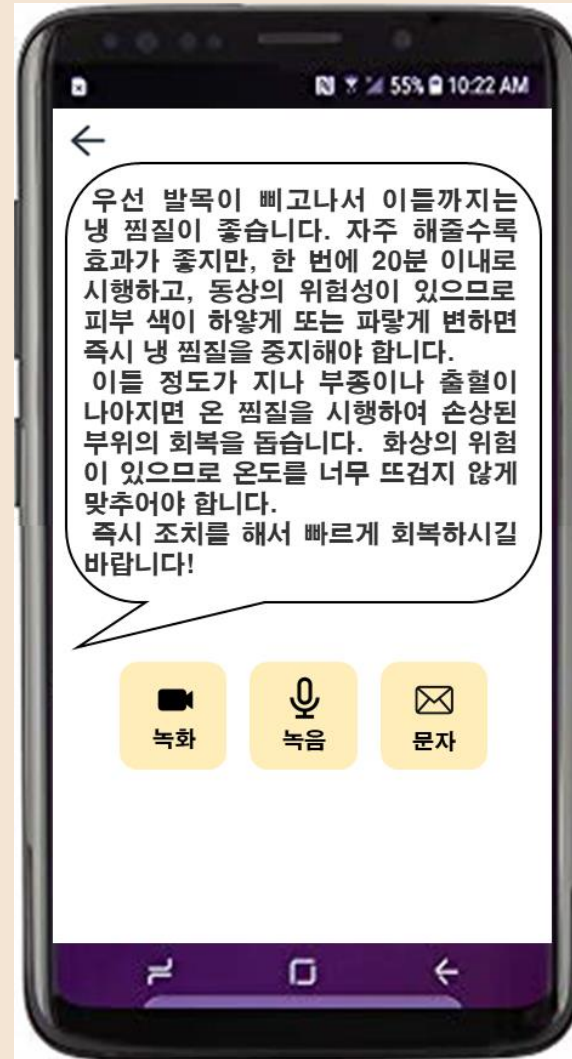 55% 10:22 AM
우선 발목이 삐고나서 이틀까지는
냉 찜질이 좋습니다. 자주 해줄수록
효과가 좋지만, 한 번에 20분 이내로
시행하고, 동상의 위험성이 있으므로
피부 색이 하얗게 또는 파랗게 변하면
즉시 냉 찜질을 중지해야 합니다.
이틀 정도가 지나 부종이나 출혈이
나아지면 온 찜질을 시행하여 손상된
부위의 회복을 돕습니다. 화상의 위험
이 있으므로 온도를 너무 뜨겁지 않게
맞추어야 합니다.
즉시 조치를 해서 빠르게 회복하시길
바랍니다!
녹화 녹음 문자